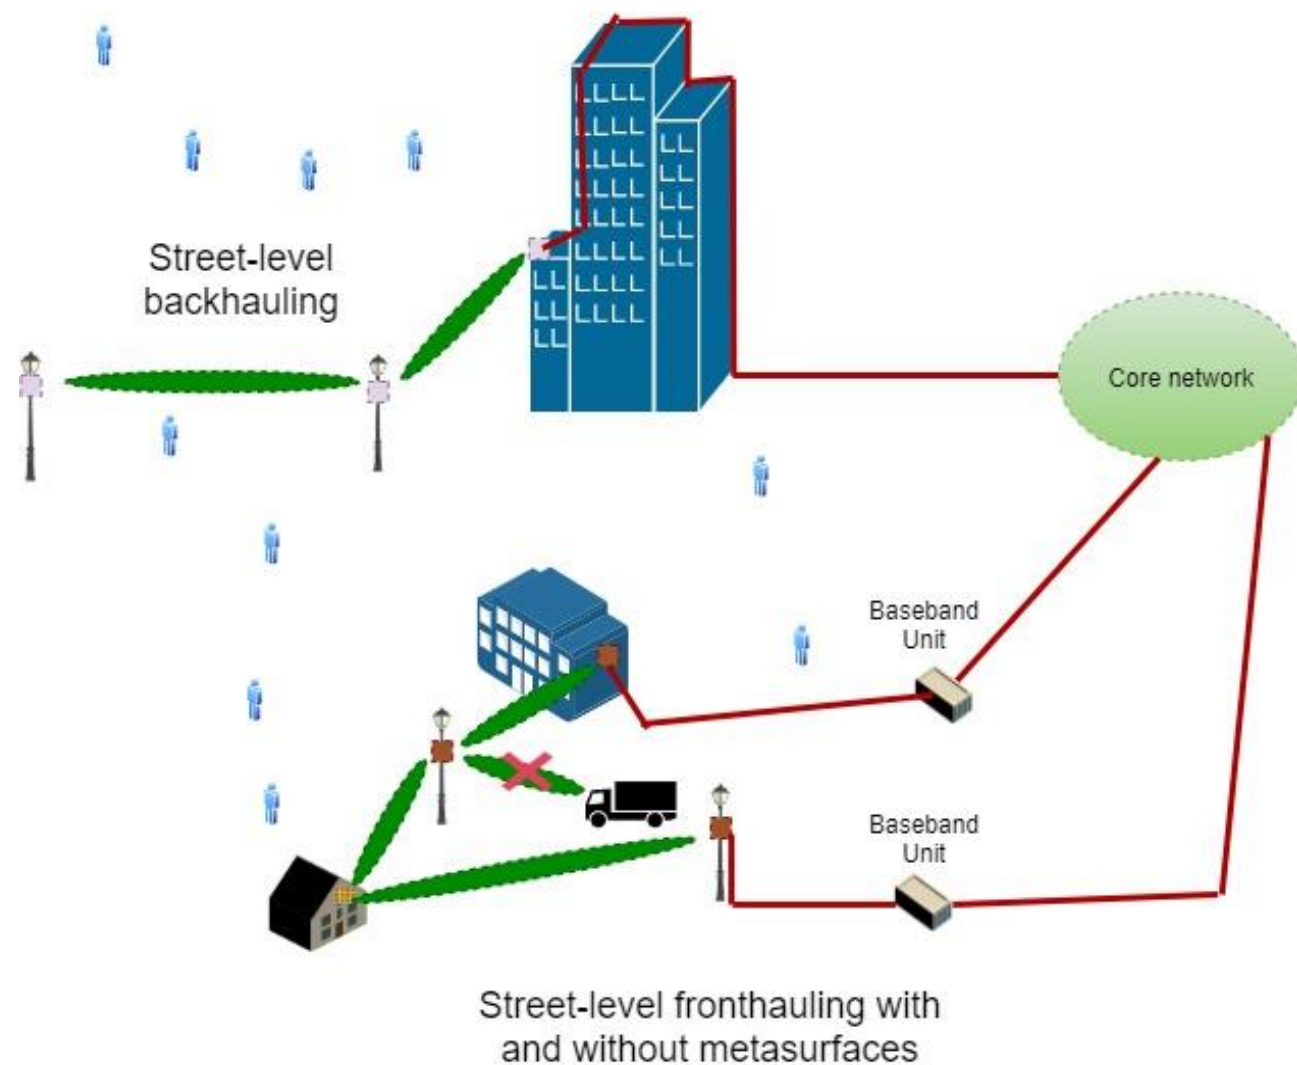 Street-level
backhauling
Core network
Baseband
Unit
Baseband
Unit
Street-level fronthauling with
and without metasurfaces